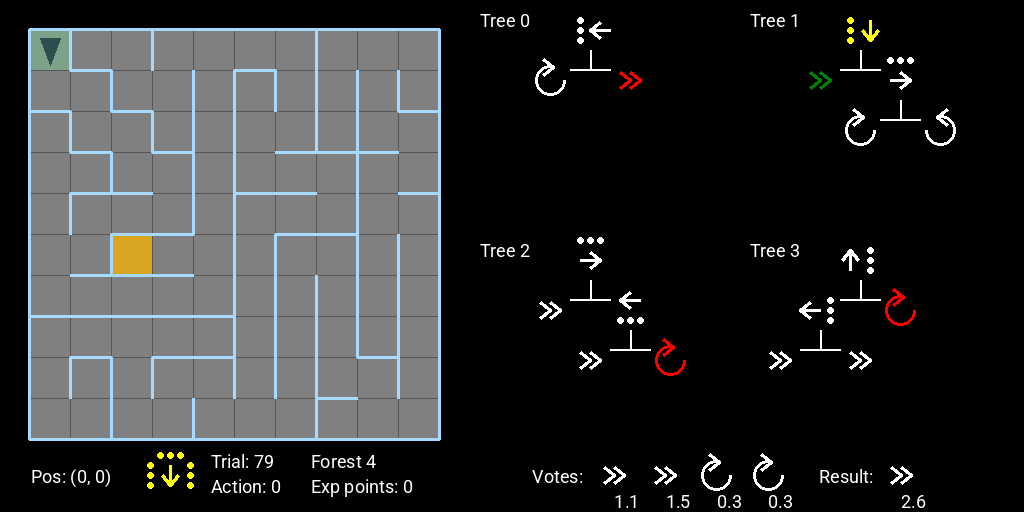 Tree 0
Tree 1
Tree 2
Tree 3
Pos: (0, 0)
Trial: 79
Forest 4
Action: 0
Exp points: 0
Votes:
1.1
1.5
0.3
0.3
Result:
2.6